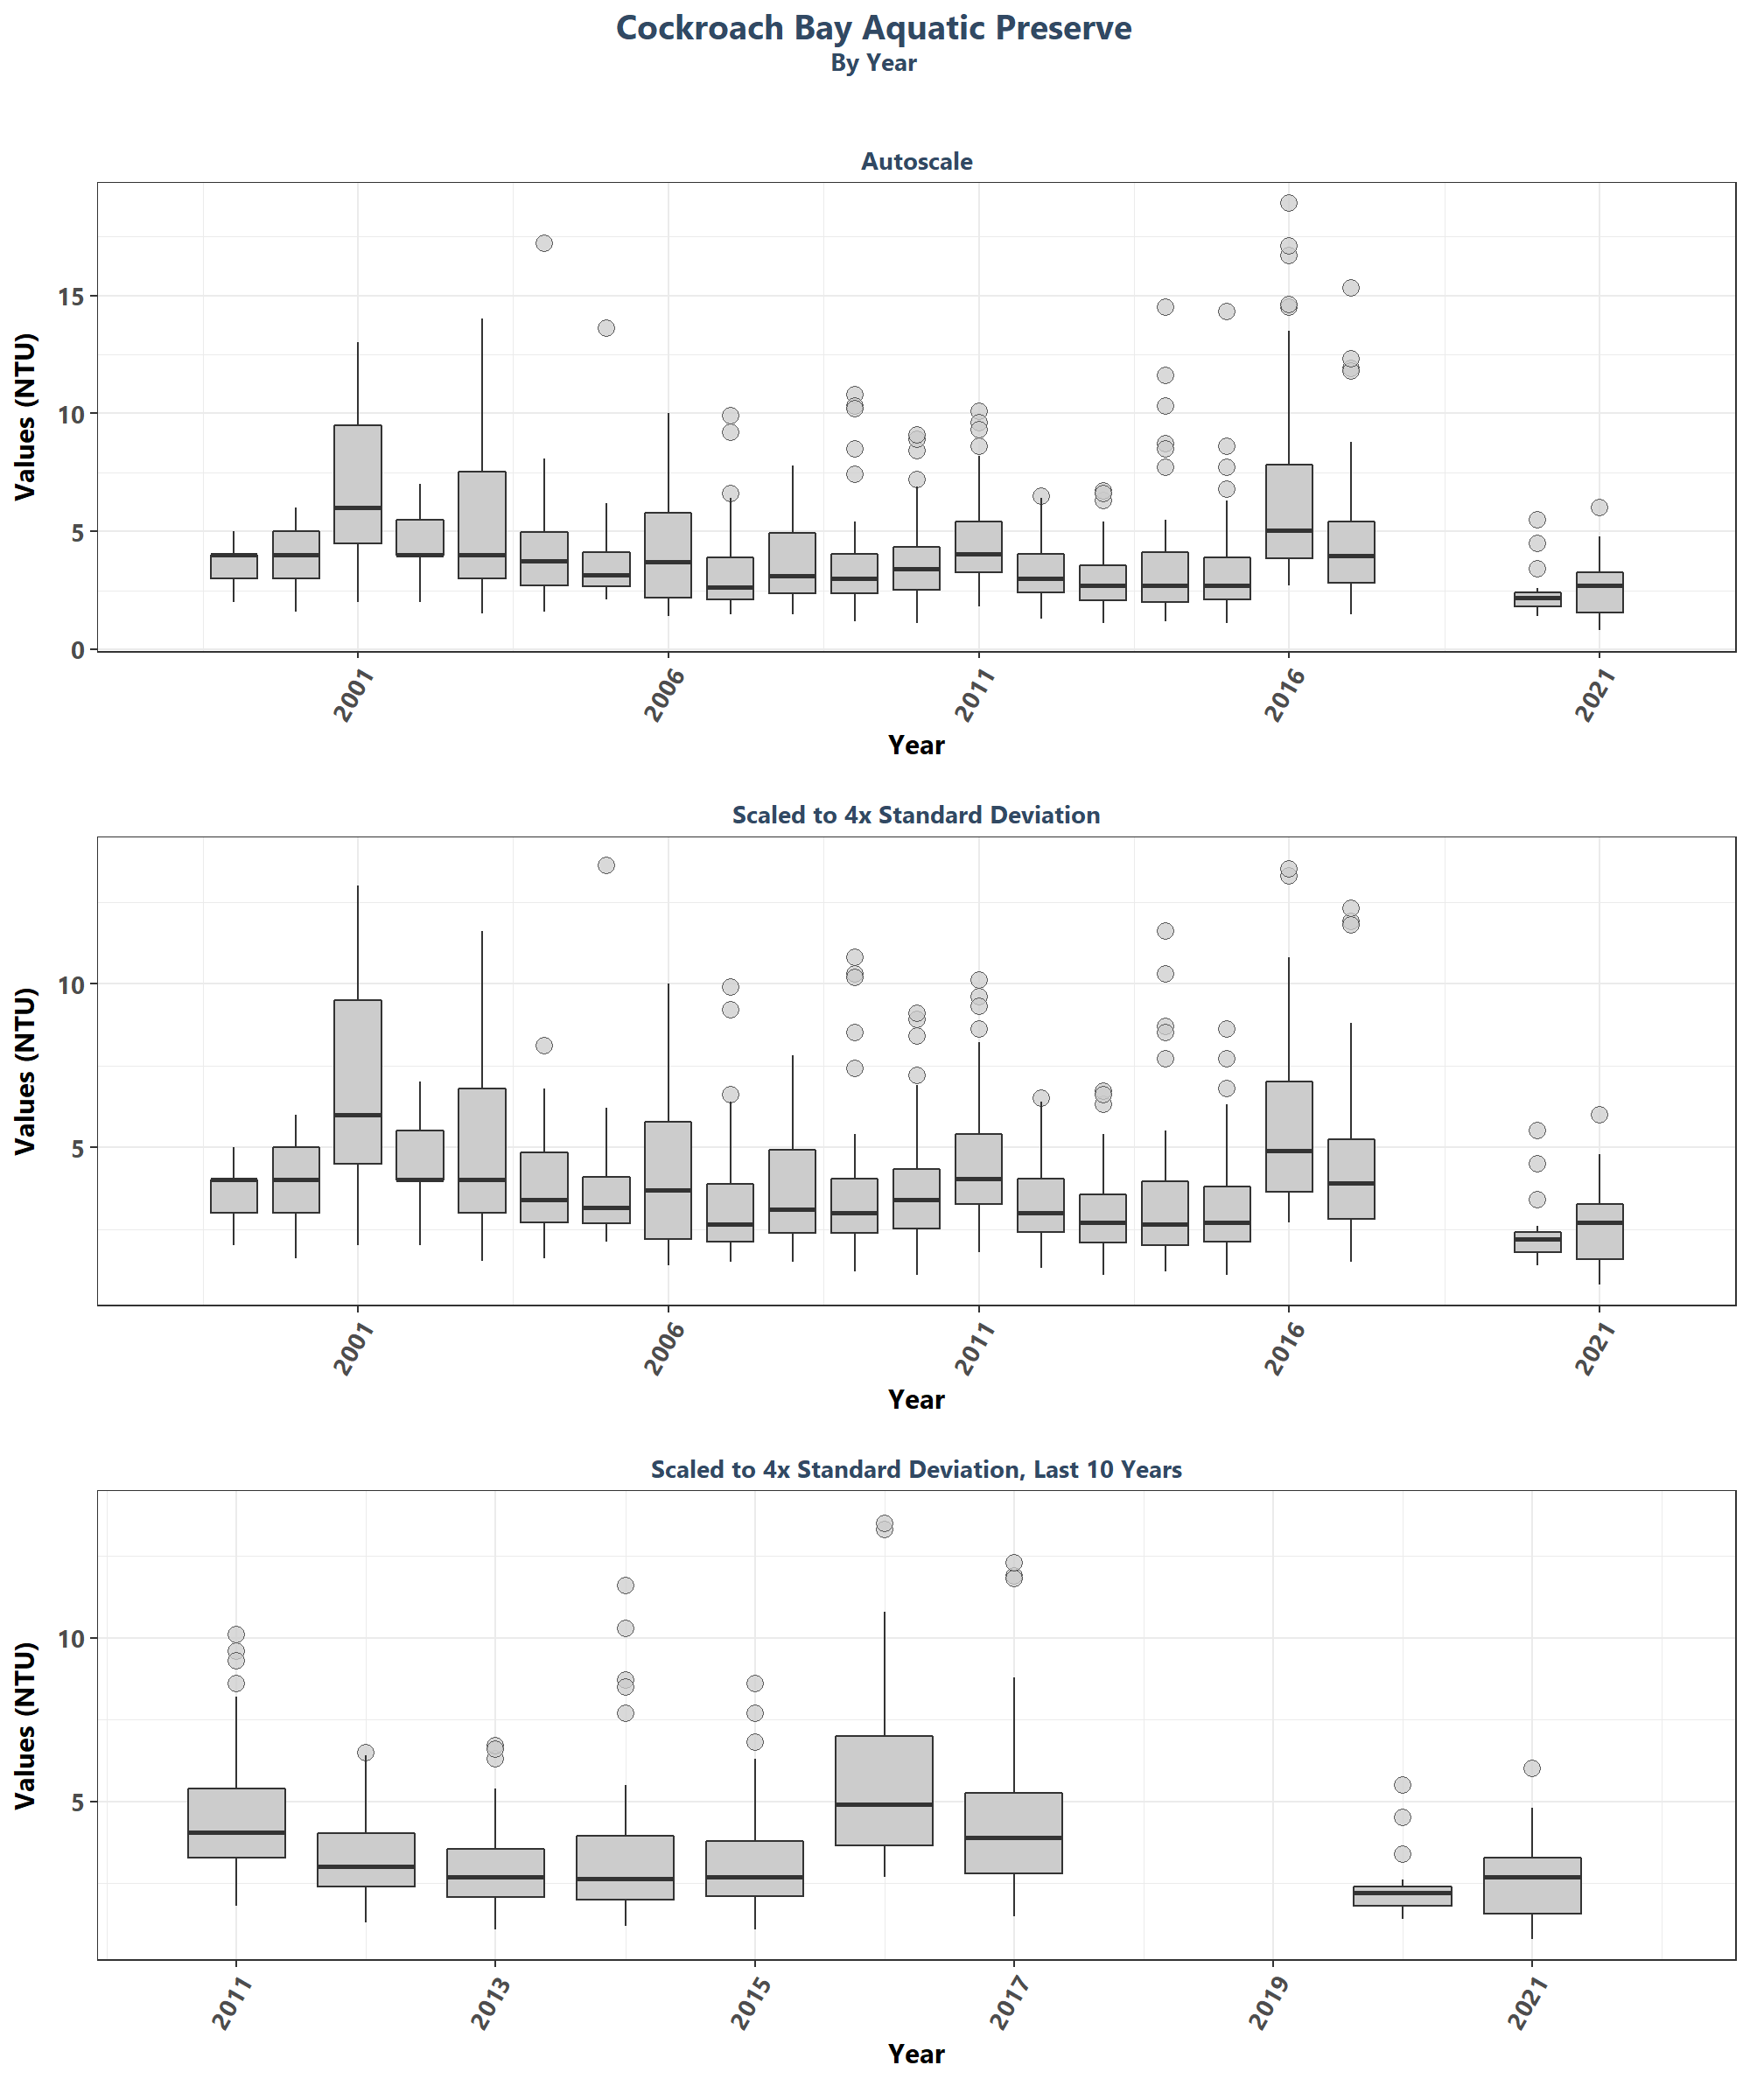 Cockroach Bay Aquatic Preserve
By Year
Autoscale
Values (NTU)
15
10
5
0
2001
2006
2011
2016
2021
Year
Scaled to 4x Standard Deviation
Values (NTU)
10
5
2001
2006
2011
2016
2021
Year
Scaled to 4x Standard Deviation, Last 10 Years
Values (NTU)
10
5
2011
2013
2015
2017
2019
2021
Year